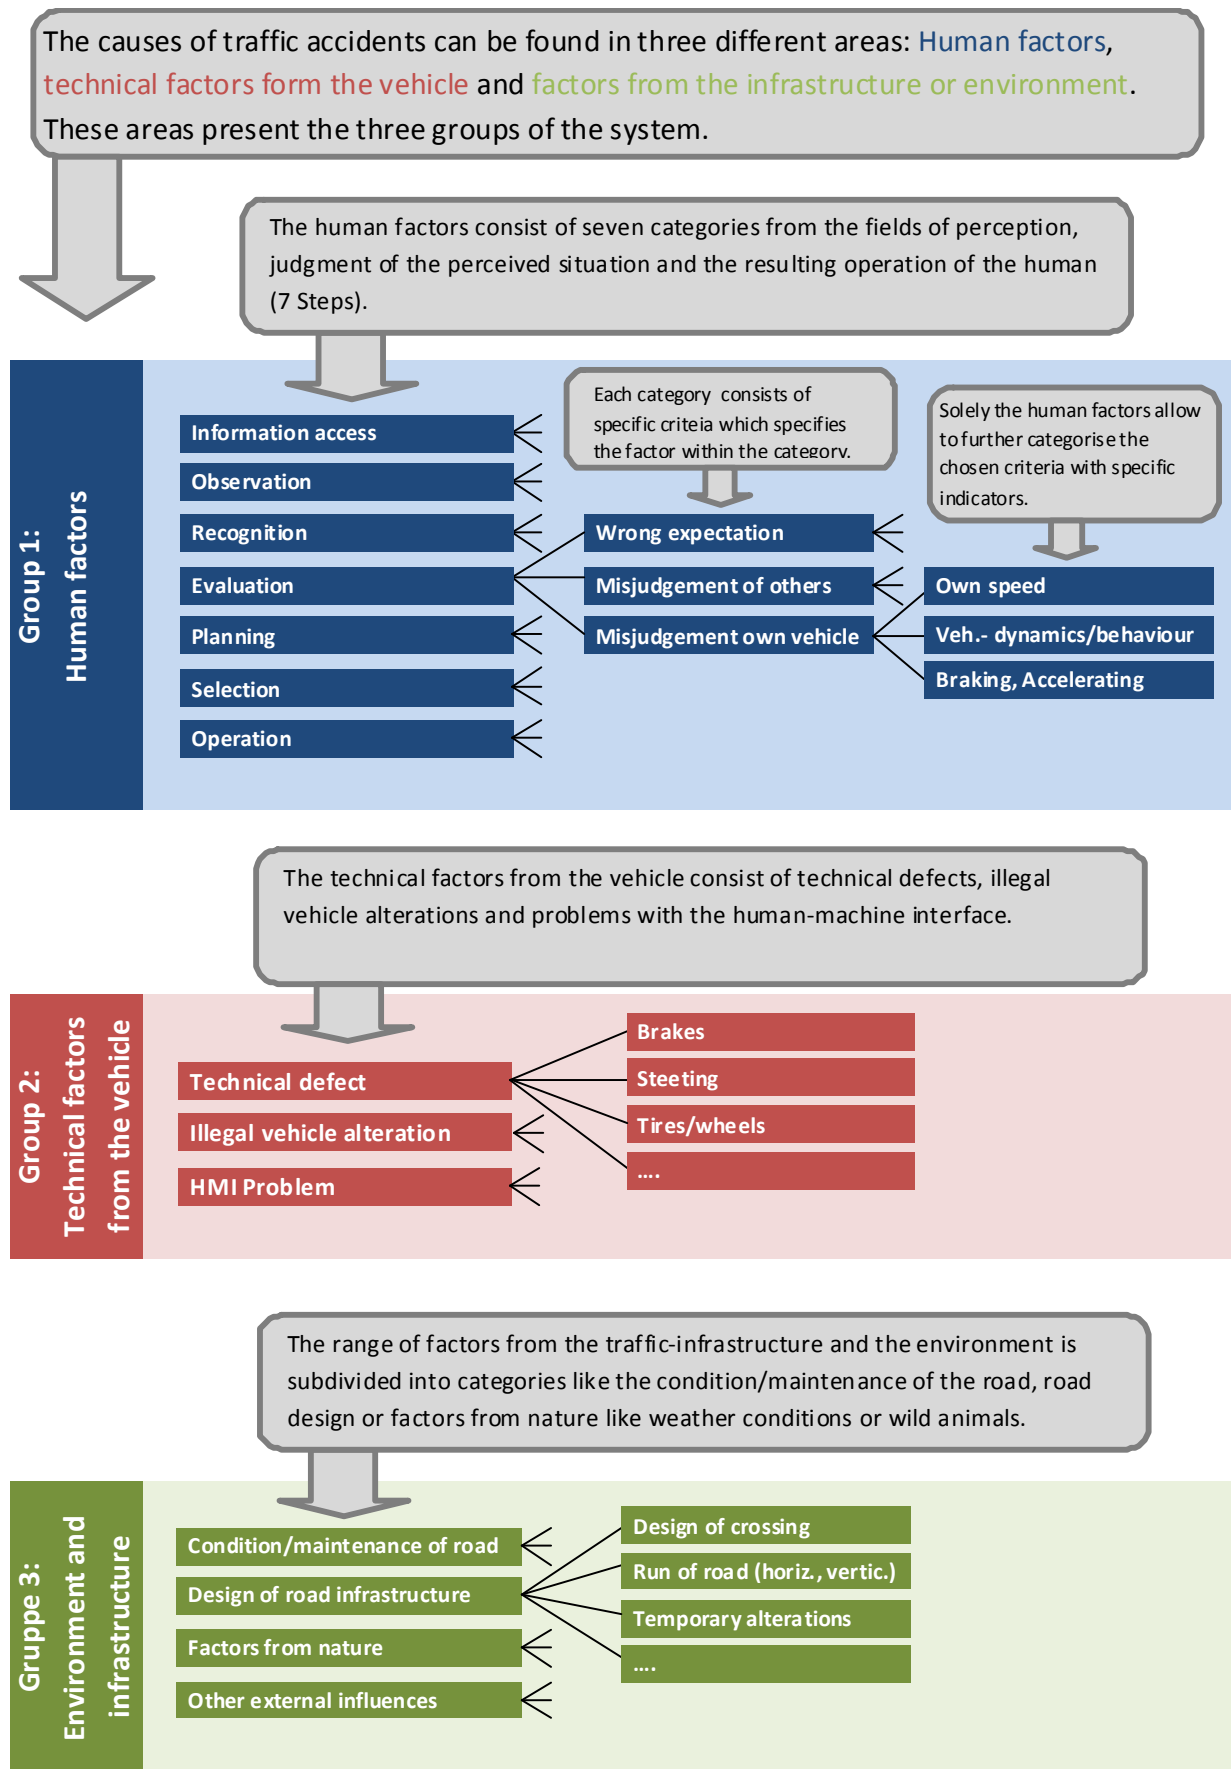 The causes of traffic accidents can be found in three different areas: Human factors,
technical factors form the vehicle and factors from the infrastructure or environment.
These areas present the three groups of the system.
The human factors consist of seven categories from the fields of perception,
judgment of the perceived situation and the resulting operation of the human
(7 Steps).
Group 1:
Human factors
Each category consists of
specific criteia which specifies
the factor within the category.
Solely the human factors allow
to further categorise the
chosen criteria with specific
indicators.
Information access
Observation
Recognition
Evaluation
Planning
Selection
Operation
Wrong expectation
Misjudgement of others
Misjudgement own vehicle
Own speed
Veh.- dynamics/behaviour
Braking, Accelerating
The technical factors from the vehicle consist of technical defects, illegal
vehicle alterations and problems with the human-machine interface.
Group 2:
Technical factors
from the vehicle
Technical defect
Illegal vehicle alteration
HMI Problem
Brakes
Steeting
Tires/wheels
....
The range of factors from the traffic-infrastructure and the environment is
subdivided into categories like the condition/maintenance of the road, road
design or factors from nature like weather conditions or wild animals.
Gruppe 3:
Environment and
infrastructure
Condition/maintenance of road
Design of road infrastructure
Factors from nature
Other external influences
Design of crossing
Run of road (horiz., vertic.)
Temporary alterations
....